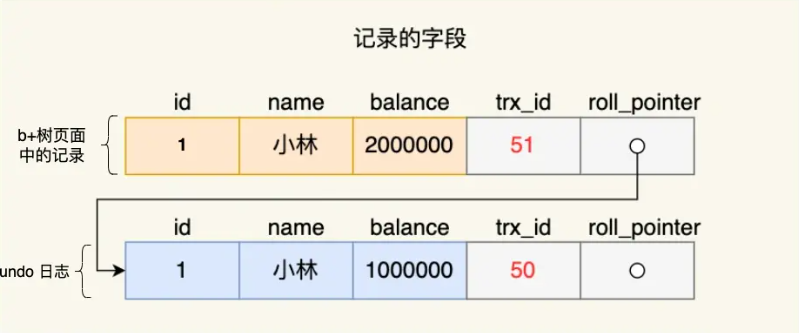 记录的字段
id name balance trx_id roll_pointer
b+树页面
中的记录
1 小林 2000000 51
id name balance trx_id roll_pointer
undo 日志
1 小林 1000000 50